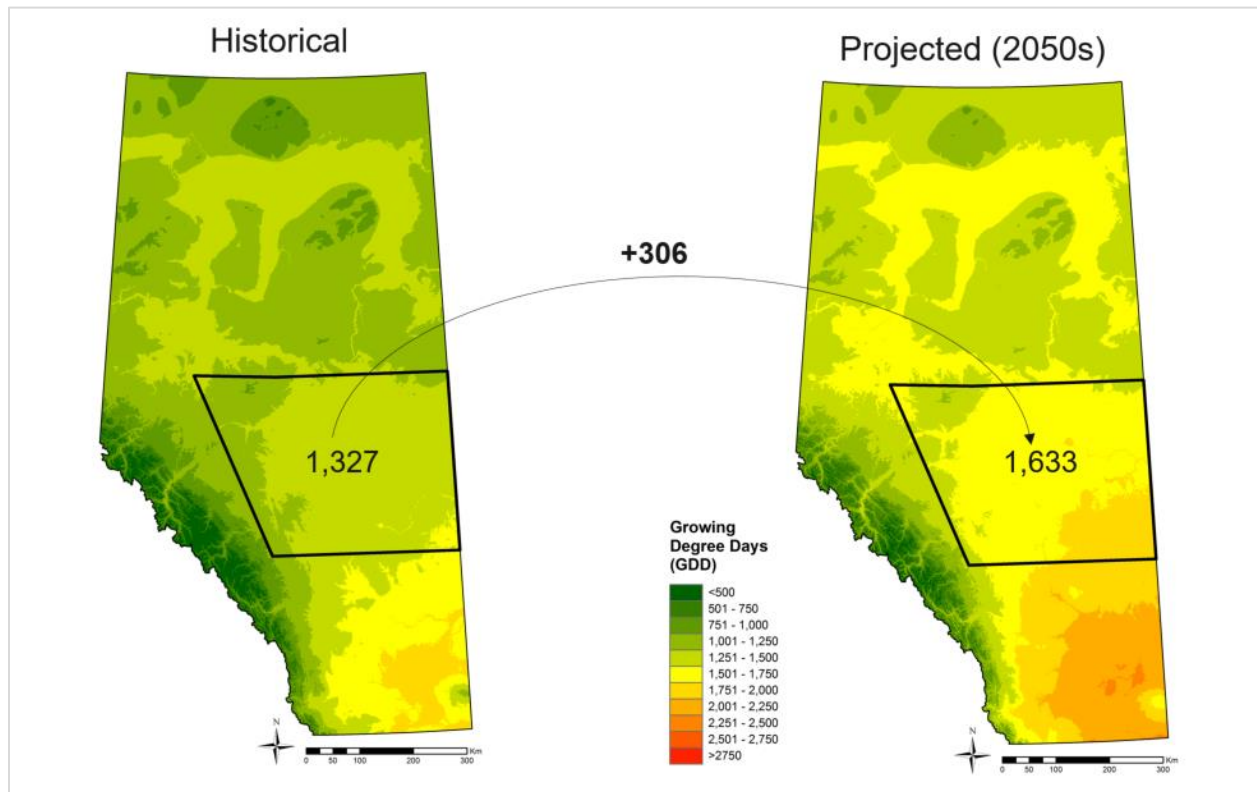 Historical
Projected (2050s)
+306
1,327
1,633
Growing
Degree Days
(GDD)
<500
501 - 750
751 - 1,000
1,001 - 1,250
1,251 - 1,500
1,501 - 1,750
1,751 - 2,000
2,001 - 2,250
2,251 - 2,500
2,501 - 2,750
>2750
N
Km
0 50 100 200 300
N
Km
0 50 100 200 300